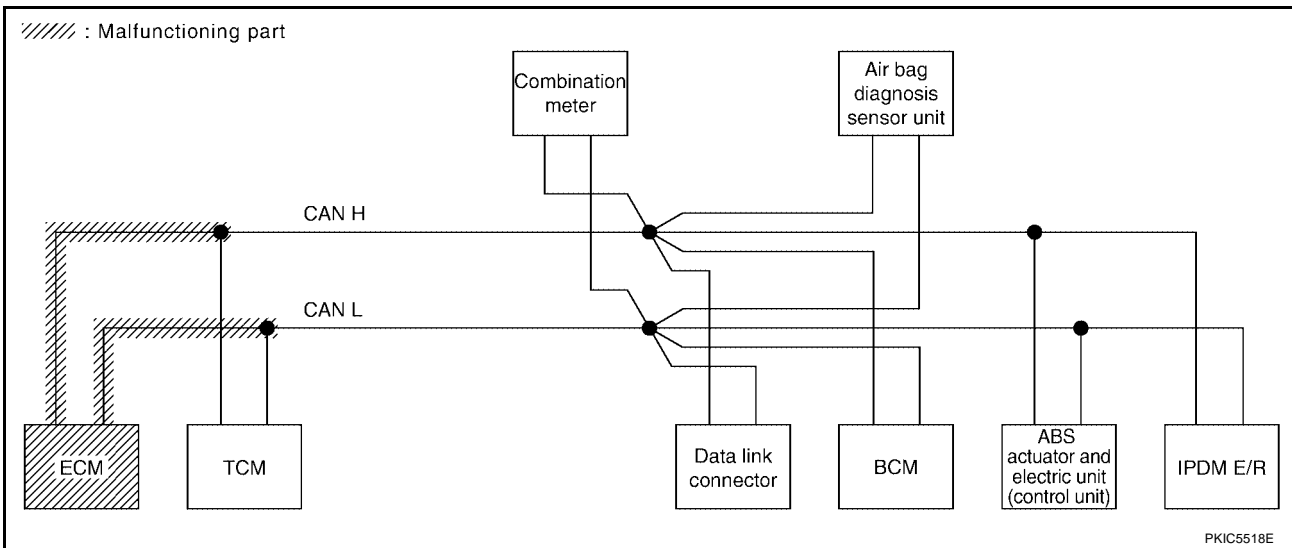 : Malfunctioning part
Combination
meter
Air bag
diagnosis
sensor unit
CAN H
CAN L
ECM
TCM
Data link
connector
BCM
ABS
actuator and
electric unit
(control unit)
IPDM E/R
PKIC5518E